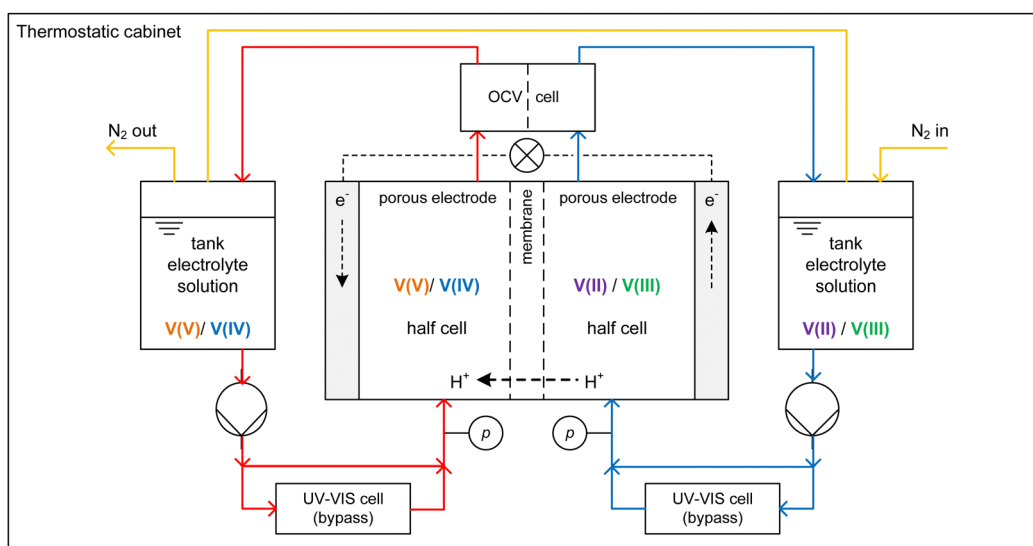 Thermostatic cabinet
OCV cell
N₂ out
N₂ in
e⁻
porous electrode
membrane
porous electrode
e⁻
tank
electrolyte
solution
V(V)/ V(IV)
V(V)/ V(IV)
half cell
V(II) / V(III)
half cell
tank
electrolyte
solution
V(II) / V(III)
H⁺
H⁺
p
p
UV-VIS cell
(bypass)
UV-VIS cell
(bypass)